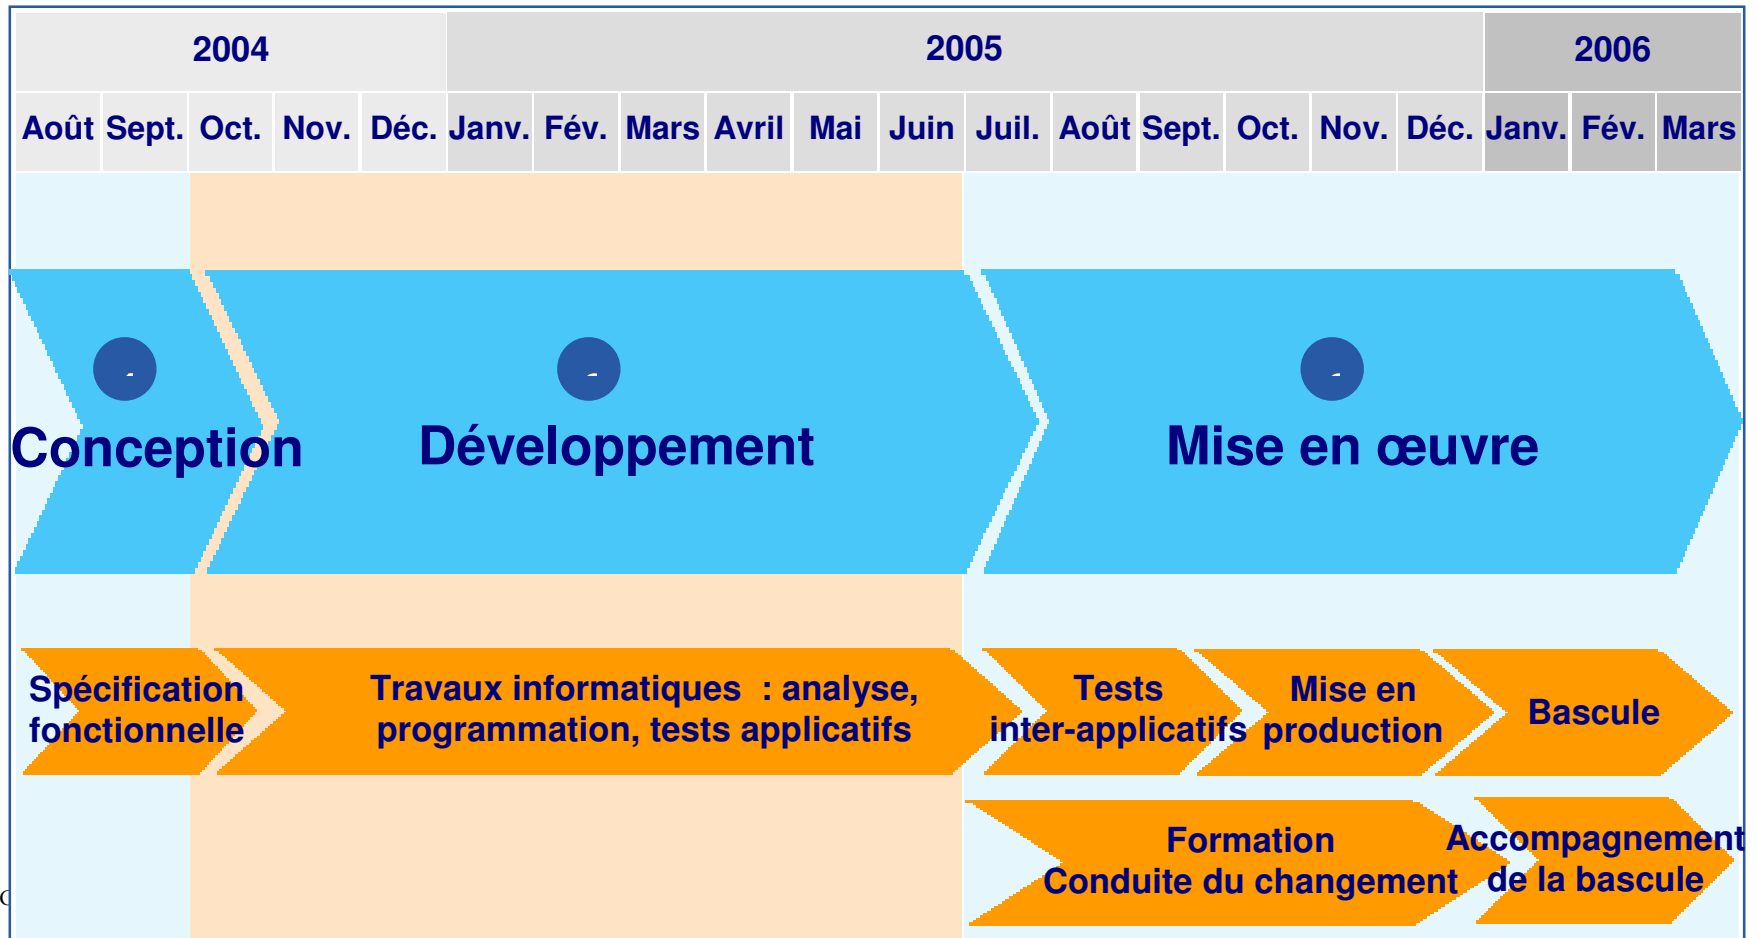 2004 2005 2006
Août Sept. Oct. Nov. Déc. Janv. Fév. Mars Avril Mai Juin Juil. Août Sept. Oct. Nov. Déc. Janv. Fév. Mars
Conception
Développement
Mise en œuvre
Spécification
fonctionnelle
Travaux informatiques : analyse,
programmation, tests applicatifs
Tests
inter-applicatifs
Mise en
production
Bascule
Formation
Conduite du changement
Accompagnement
de la bascule